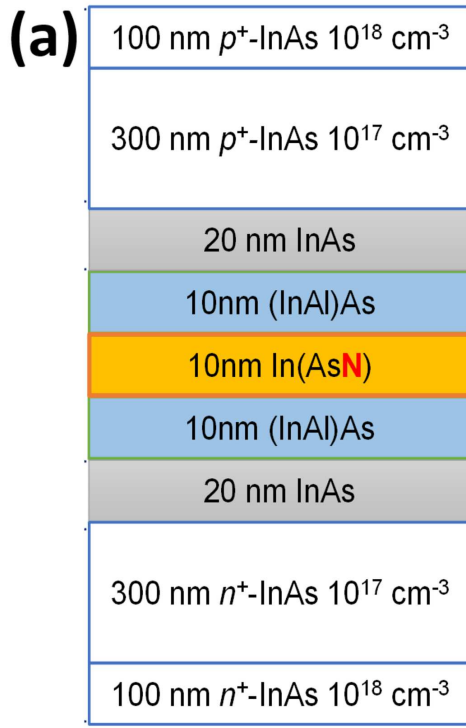 (a)
100 nm p⁺-InAs 10¹⁸ cm⁻³
300 nm p⁺-InAs 10¹⁷ cm⁻³
20 nm InAs
10nm (InAl)As
10nm In(AsN)
10nm (InAl)As
20 nm InAs
300 nm n⁺-InAs 10¹⁷ cm⁻³
100 nm n⁺-InAs 10¹⁸ cm⁻³